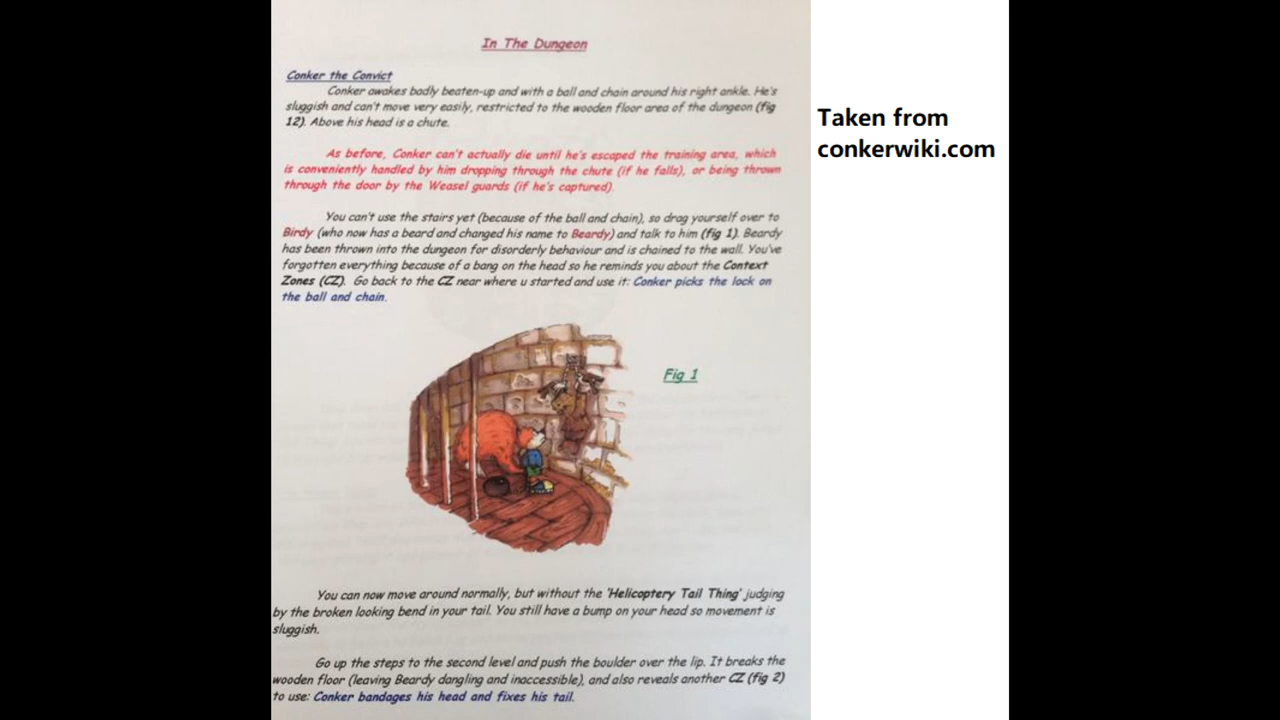 In The Dungeon
Conker the Convict
Conker awakes badly beaten-up and with a ball and chain around his right ankle. He's
sluggish and can't move very easily, restricted to the wooden floor area of the dungeon (fig
12). Above his head is a chute.
As before, Conker can't actually die until he's escaped the training area, which
is conveniently handled by him dropping through the chute (if he falls), or being thrown
through the door by the Weasel guards (if he's captured).
You can't use the stairs yet (because of the ball and chain), so drag yourself over to
Birdy (who now has a beard and changed his name to Beardy) and talk to him (fig 1). Beardy
has been thrown into the dungeon for disorderly behaviour and is chained to the wall. You've
forgotten everything because of a bang on the head so he reminds you about the Context
Zones (CZ). Go back to the CZ near where u started and use it: Conker picks the lock on
the ball and chain.
Fig 1
You can now move around normally, but without the 'Helicoptery Tail Thing' judging
by the broken looking bend in your tail. You still have a bump on your head so movement is
sluggish.
Go up the steps to the second level and push the boulder over the lip. It breaks the
wooden floor (leaving Beardy dangling and inaccessible), and also reveals another CZ (fig 2)
to use: Conker bandages his head and fixes his tail.
Taken from
conkerwiki.com